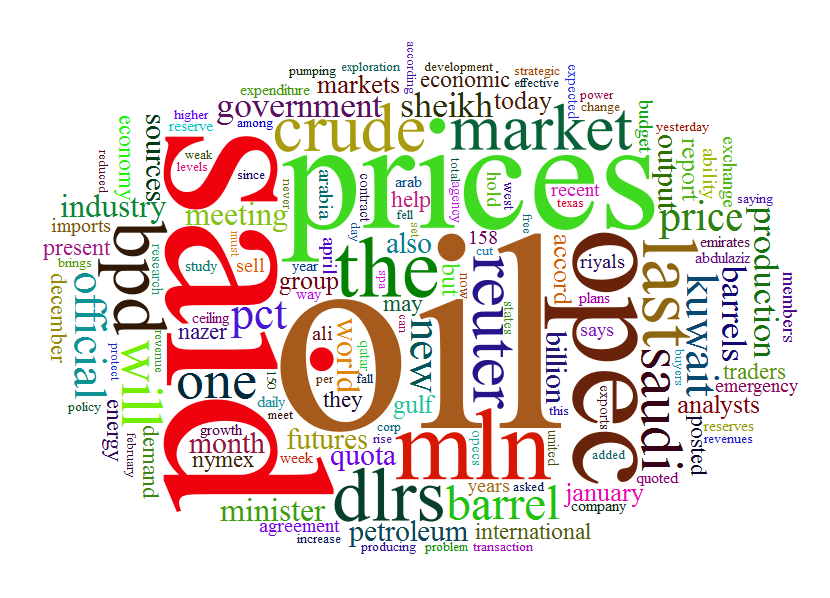 according
pumping exploration development
strategic
expected
expenditure markets economic effective
power
change
higher
reserve
among
government sheikh today
budget
yesterday
economy
sources
crude market
output
report
ability
exchange
reduced
weak
levels
since
said
prices
never
arabia
contract
arab
fell
help
total
agency
hold
west
recent
texas
saying
industry
imports
present
brings
bpd
research
meeting
study
must
sell
day
set
free
price
production
emirates
abdulaziz
members
december
official
will
nazer
ceiling
pct
year
way
group
april
the
also
spa
may
can
but
now
158
cut
reuter
states
accord
opec
riyals
plans
says
last
kuwait
barrels
protect
revenue
one
150
ali
per
world
qatar
fall
they
oil
new
gulf
billion
this
exports
saudi
buyers
traders
emergency
analysts
policy
energy
february
demand
growth
month
nymex
daily
meet
week
futures
rise
corp
quota
mln
opecs
united
added
posted
reserves
revenues
quoted
minister
agreement
increase
dlrs
barrel
years
asked
january
company
petroleum international
producing problem transaction